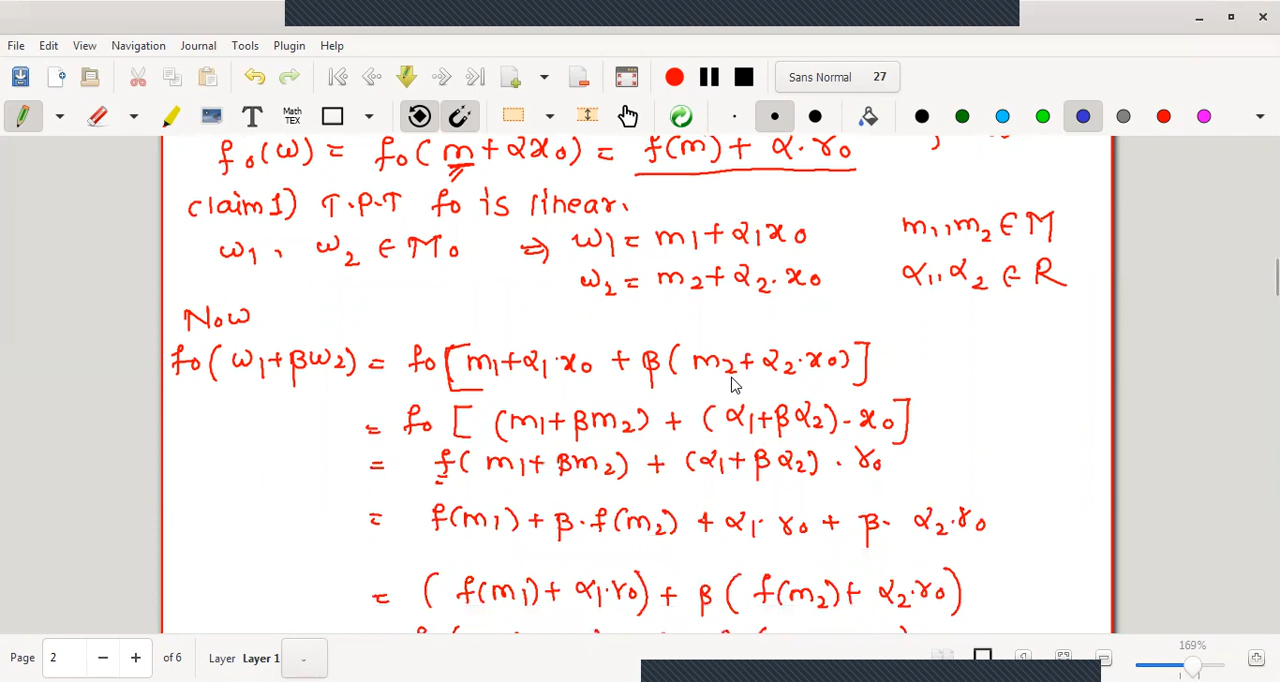 File Edit View Navigation Journal Tools Plugin Help
Sans Normal 27
T Math TEX
f0(ω) = f0(m+αx0) = f(m) + α·γ0 ,
claim1) T.P.T f0 is linear.
ω1, ω2 ∈ M0 ⇒ ω1 = m1+α1x0 m1,m2 ∈ M
ω2 = m2+α2·x0 α1,α2 ∈ R
Now
f0(ω1+βω2) = f0[m1+α1·x0 + β(m2+α2·x0)]
= f0[(m1+βm2) + (α1+βα2)·x0]
= f(m1+βm2) + (α1+βα2)·γ0
= f(m1)+β·f(m2) + α1·γ0 + β·α2·γ0
= (f(m1)+α1·γ0) + β(f(m2)+α2·γ0)
Page 2 of 6 Layer Layer 1 169%